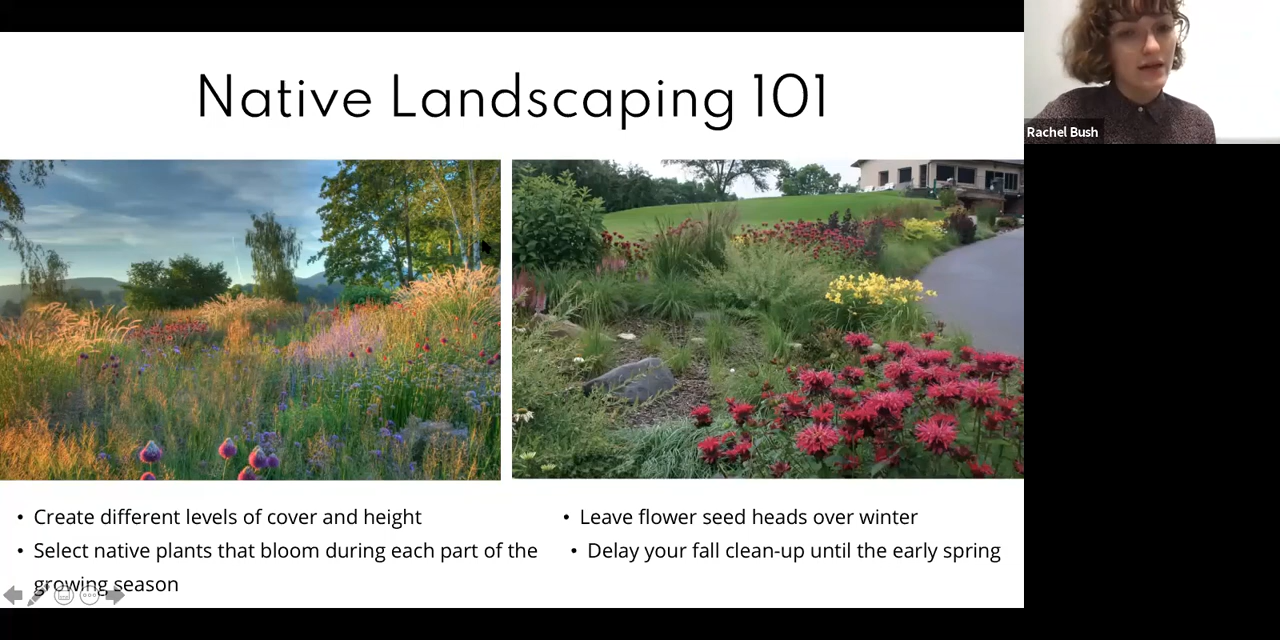 Native Landscaping 101
Rachel Bush
• Create different levels of cover and height
• Select native plants that bloom during each part of the
growing season
• Leave flower seed heads over winter
• Delay your fall clean-up until the early spring